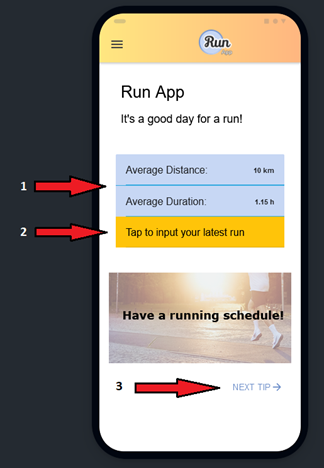 Run
App
Run App
It's a good day for a run!
1
Average Distance: 10 km
Average Duration: 1.15 h
2
Tap to input your latest run
Have a running schedule!
3
NEXT TIP